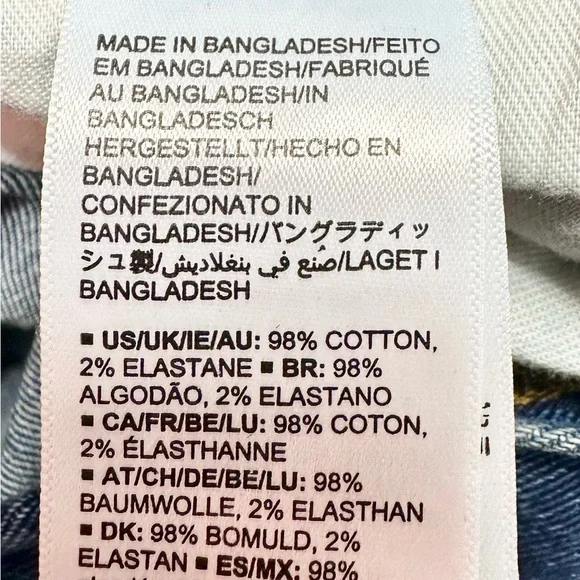 MADE IN BANGLADESH/FEITO
EM BANGLADESH/FABRIQUÉ
AU BANGLADESH/IN
BANGLADESCH
HERGESTELLT/HECHO EN
BANGLADESH/
CONFEZIONATO IN
BANGLADESH/バングラディッ
シュ製/صُنع في بنغلاديش/LAGET I
BANGLADESH
▪ US/UK/IE/AU: 98% COTTON,
2% ELASTANE ▪ BR: 98%
ALGODÃO, 2% ELASTANO
▪ CA/FR/BE/LU: 98% COTON,
2% ÉLASTHANNE
▪ AT/CH/DE/BE/LU: 98%
BAUMWOLLE, 2% ELASTHAN
▪ DK: 98% BOMULD, 2%
ELASTAN ▪ ES/MX: 98%